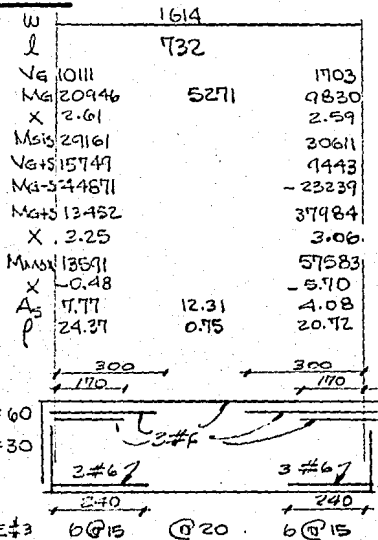 W 1614
l 732
VG 10111 1703
MG 20946 5271 9830
X 2.61 2.59
Msis 29161 30611
VG+S 15749 9443
MG-S -44871 -23239
MG+S 13452 37984
X 2.25 3.06
13591 57583
X -0.48 -5.70
As 7.77 12.31 4.08
ρ 24.37 0.75 20.72
300 300
170 170
=60
3#6
=30
3#6 3#6
240 240
E#3 6@15 @20 6@15